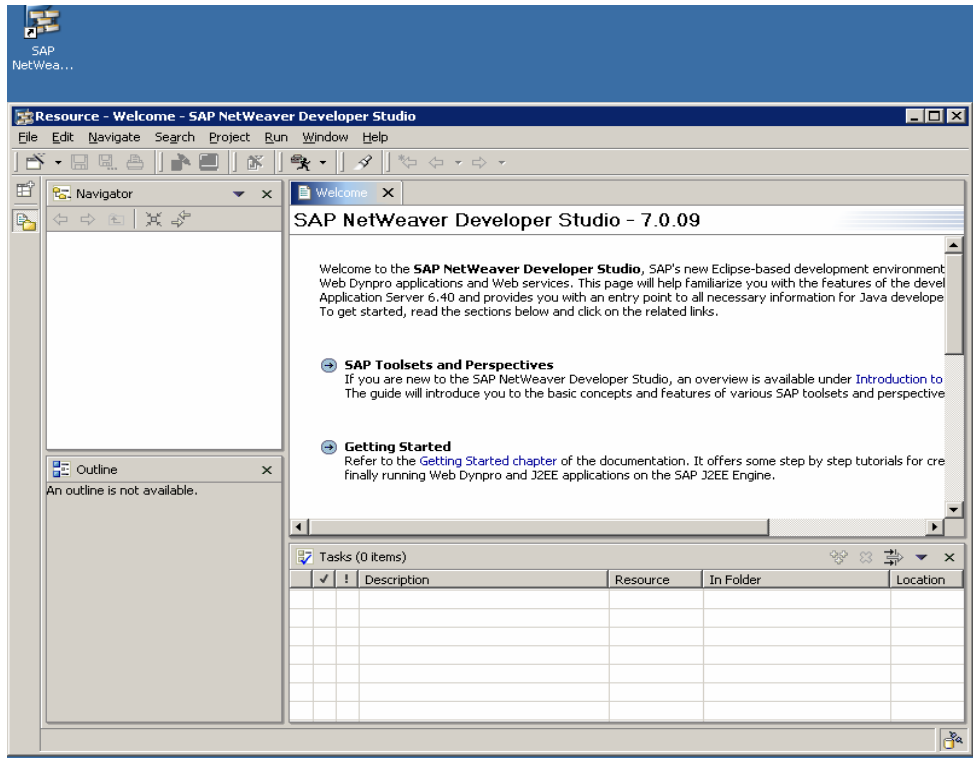 SAP
NetWea...
Resource - Welcome - SAP NetWeaver Developer Studio
File Edit Navigate Search Project Run Window Help
Navigator
Welcome
SAP NetWeaver Developer Studio - 7.0.09
Welcome to the SAP NetWeaver Developer Studio, SAP's new Eclipse-based development environment
Web Dynpro applications and Web services. This page will help familiarize you with the features of the devel
Application Server 6.40 and provides you with an entry point to all necessary information for Java develope
To get started, read the sections below and click on the related links.
SAP Toolsets and Perspectives
If you are new to the SAP NetWeaver Developer Studio, an overview is available under Introduction to
The guide will introduce you to the basic concepts and features of various SAP toolsets and perspective
Getting Started
Refer to the Getting Started chapter of the documentation. It offers some step by step tutorials for cre
finally running Web Dynpro and J2EE applications on the SAP J2EE Engine.
Outline
An outline is not available.
Tasks (0 items)
! Description Resource In Folder Location